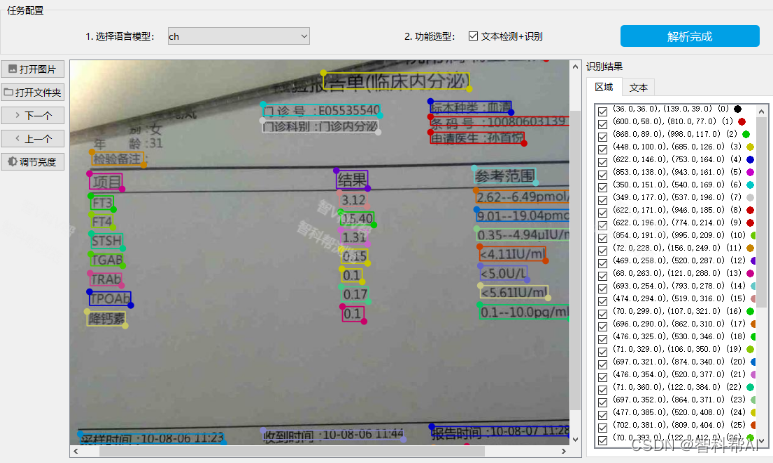 任务配置
1. 选择语言模型: ch 2. 功能选型: 文本检测+识别 解析完成
打开图片
打开文件夹
下一个
上一个
调节亮度
检验报告单(临床内分泌)
门 诊 号 :E05535540 标本种类 :血清
门诊科别 :门诊内分泌 条 码 号 :10080603139
别 :女 申请医生 :孙首悦
年 龄 :31
检验备注:
项目 结果 参考范围
FT3 3.12 2.62--6.49pmol/
FT4 15.40 9.01--19.04pmo
STSH 1.31 0.35--4.94μIU/m
TGAB 0.15 <4.11IU/ml
TRAb 0.1 <5.0U/L
TPOAb 0.17 <5.61IU/ml
降钙素 0.1 0.1--10.0pg/ml
采样时间 :10-08-06 11:23 收到时间 :10-08-06 11:44 报告时间 :10-08-07 11:28
识别结果
区域 文本
(36.0,36.0),(139.0,39.0) (0)
(600.0,58.0),(810.0,77.0) (1)
(868.0,89.0),(998.0,117.0) (2)
(448.0,100.0),(685.0,126.0) (3)
(622.0,146.0),(753.0,164.0) (4)
(853.0,138.0),(943.0,161.0) (5)
(350.0,151.0),(540.0,169.0) (6)
(349.0,177.0),(537.0,196.0) (7)
(622.0,171.0),(946.0,185.0) (8)
(622.0,196.0),(774.0,214.0) (9)
(854.0,191.0),(995.0,209.0) (10)
(72.0,228.0),(156.0,249.0) (11)
(469.0,258.0),(520.0,287.0) (12)
(68.0,263.0),(121.0,288.0) (13)
(693.0,254.0),(793.0,278.0) (14)
(474.0,294.0),(519.0,316.0) (15)
(70.0,299.0),(107.0,321.0) (16)
(696.0,290.0),(862.0,310.0) (17)
(476.0,325.0),(530.0,346.0) (18)
(71.0,329.0),(106.0,350.0) (19)
(697.0,321.0),(874.0,340.0) (20)
(476.0,354.0),(520.0,377.0) (21)
(71.0,360.0),(122.0,384.0) (22)
(697.0,352.0),(864.0,371.0) (23)
(477.0,385.0),(520.0,408.0) (24)
(702.0,381.0),(809.0,404.0) (25)
(70.0,393.0),(122.0,412.0) (26)
CSDN @智科帮AI